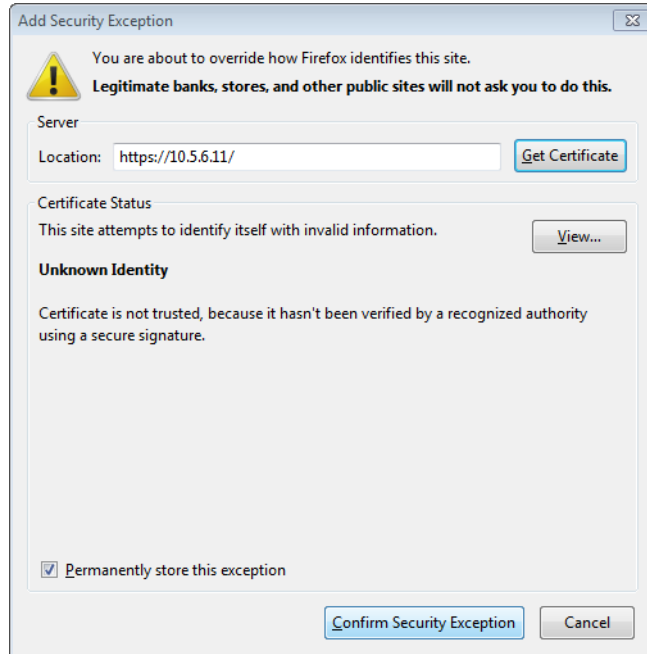 Add Security Exception
You are about to override how Firefox identifies this site.
Legitimate banks, stores, and other public sites will not ask you to do this.
Server
Location: https://10.5.6.11/ Get Certificate
Certificate Status
This site attempts to identify itself with invalid information.
View...
Unknown Identity
Certificate is not trusted, because it hasn't been verified by a recognized authority
using a secure signature.
Permanently store this exception
Confirm Security Exception Cancel